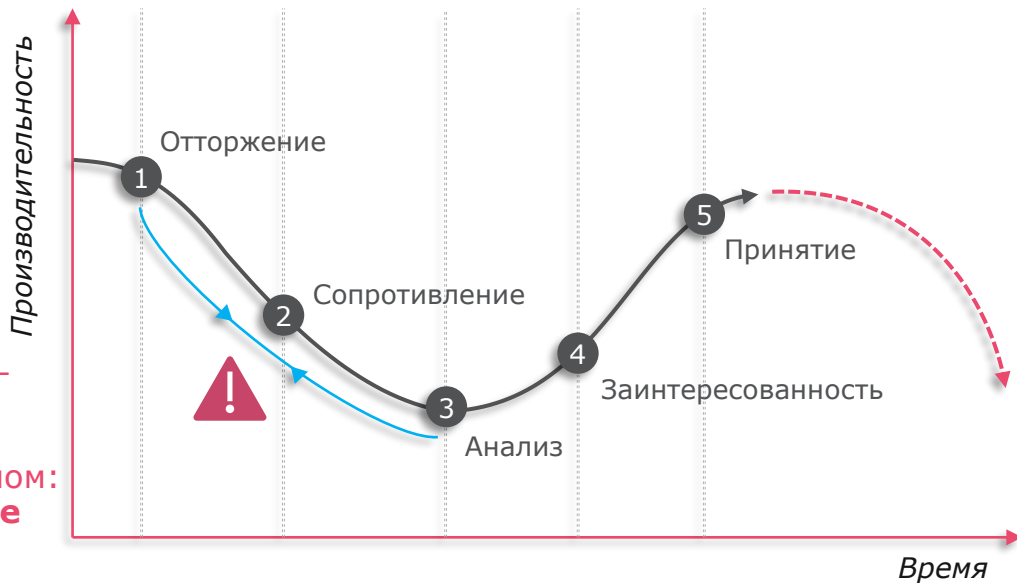 Производительность
1
Отторжение
2
Сопротивление
3
Анализ
4
Заинтересованность
5
Принятие
Время